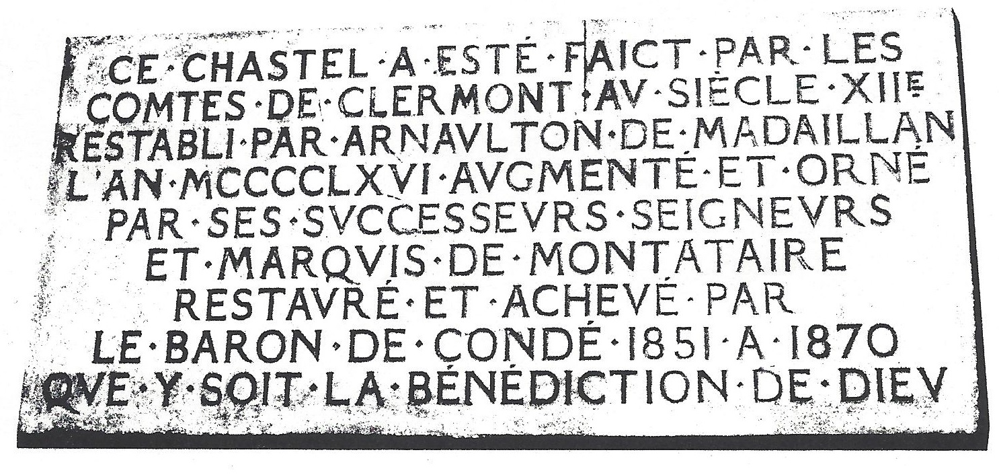 CE·CHASTEL·A·ESTÉ·FAICT·PAR·LES
COMTES·DE·CLERMONT·AV·SIÈCLE·XIIE
RESTABLI·PAR·ARNAVLTON·DE·MADAILLAN
L'AN·MCCCCLXVI·AVGMENTÉ·ET·ORNÉ
PAR·SES·SVCCESSEVRS·SEIGNEVRS
ET·MARQVIS·DE·MONTATAIRE
RESTAVRÉ·ET·ACHEVÉ·PAR
LE·BARON·DE·CONDÉ·1851·A·1870
QVE·Y·SOIT·LA·BÉNÉDICTION·DE·DIEV